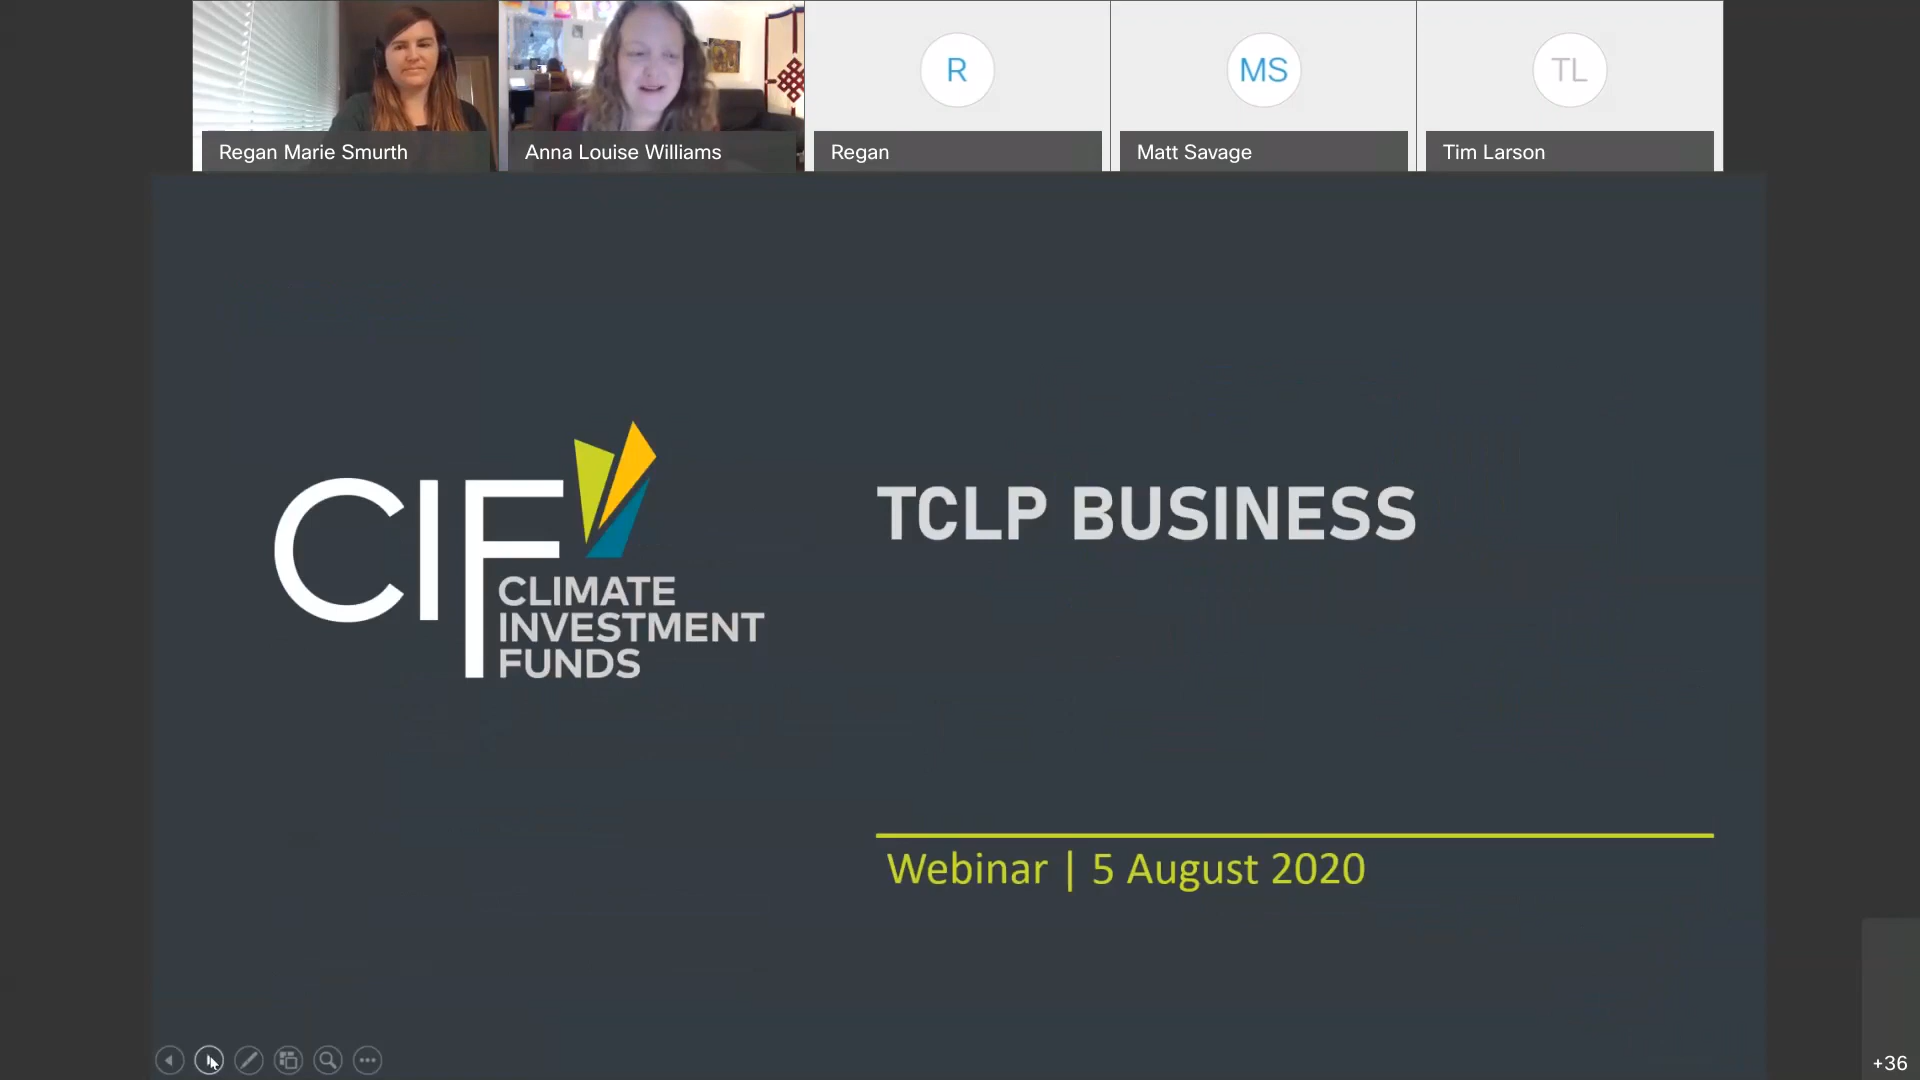 R
MS
TL
Regan Marie Smurth
Anna Louise Williams
Regan
Matt Savage
Tim Larson
CIF
CLIMATE
INVESTMENT
FUNDS
TCLP BUSINESS
Webinar | 5 August 2020
+36